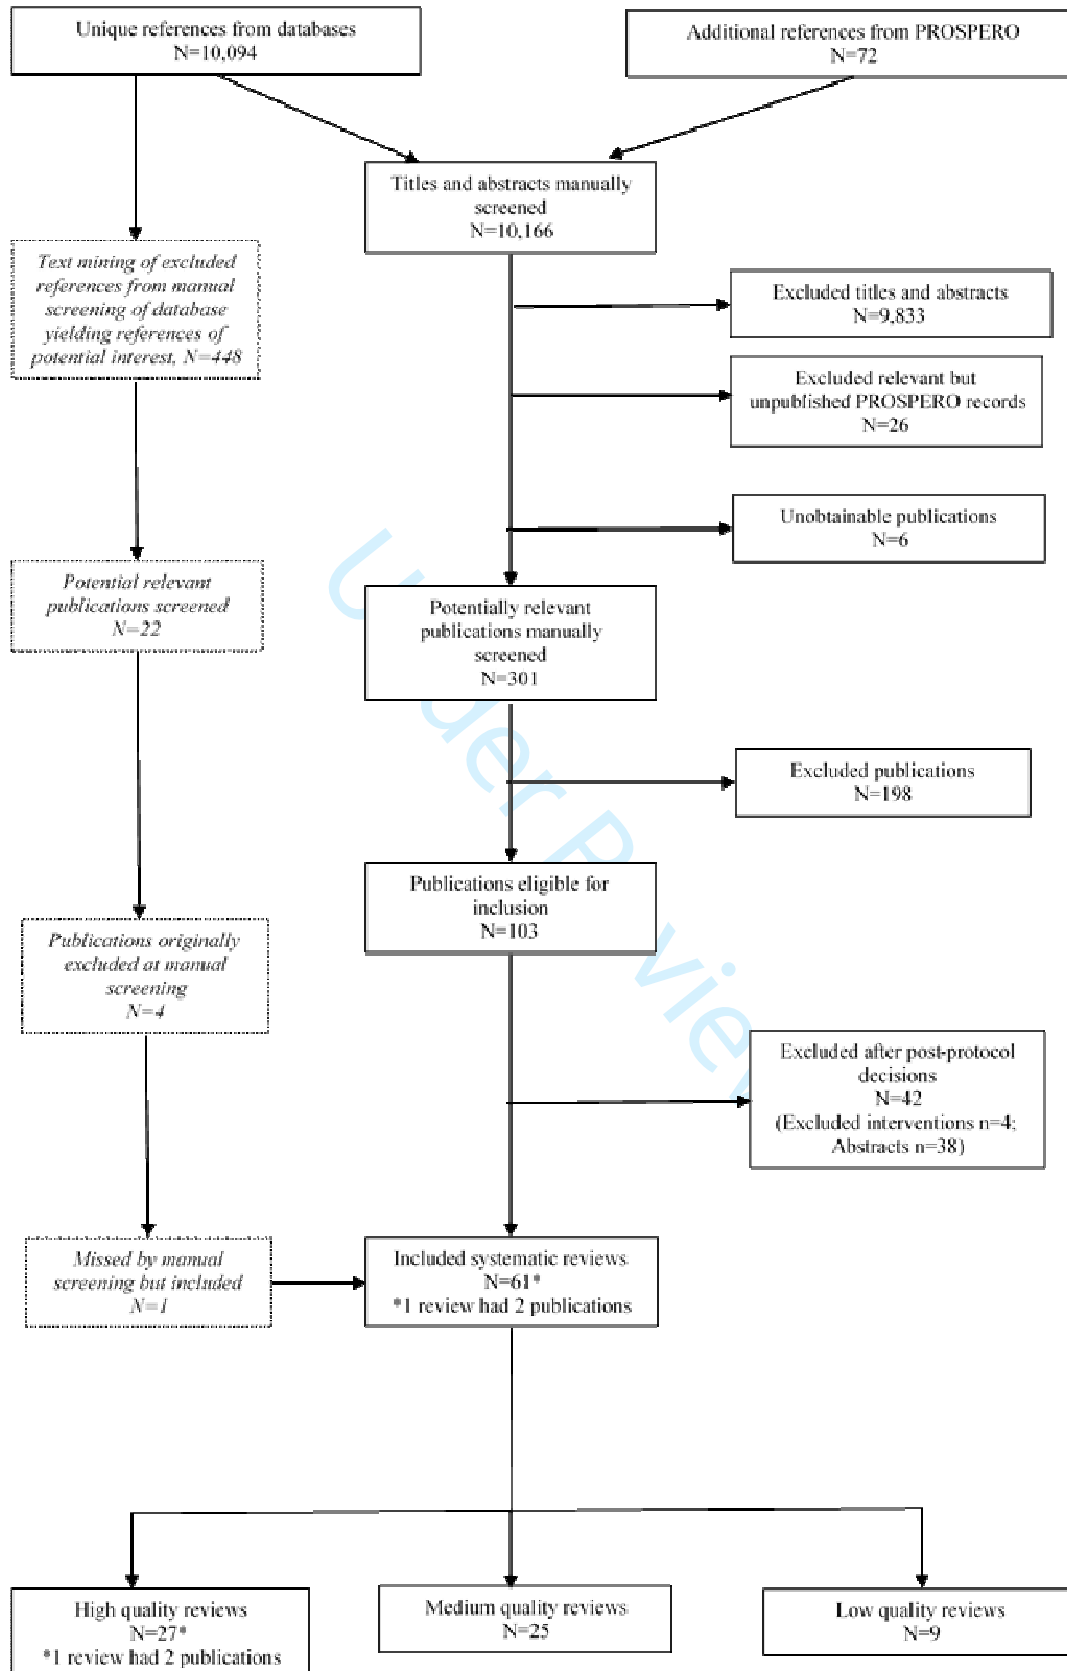 Unique references from databases
N=10,094
Additional references from PROSPERO
N=72
Titles and abstracts manually
screened
N=10,166
Text mining of excluded
references from manual
screening of database
yielding references of
potential interest, N=448
Excluded titles and abstracts
N=9,833
Excluded relevant but
unpublished PROSPERO records
N=26
Unobtainable publications
N=6
Potential relevant
publications screened
N=22
Potentially relevant
publications manually
screened
N=301
Excluded publications
N=198
Publications eligible for
inclusion
N=103
Publications originally
excluded at manual
screening
N=4
Excluded after post-protocol
decisions
N=42
(Excluded interventions n=4;
Abstracts n=38)
Missed by manual
screening but included
N=1
Included systematic reviews
N=61*
*1 review had 2 publications
High quality reviews
N=27*
*1 review had 2 publications
Medium quality reviews
N=25
Low quality reviews
N=9